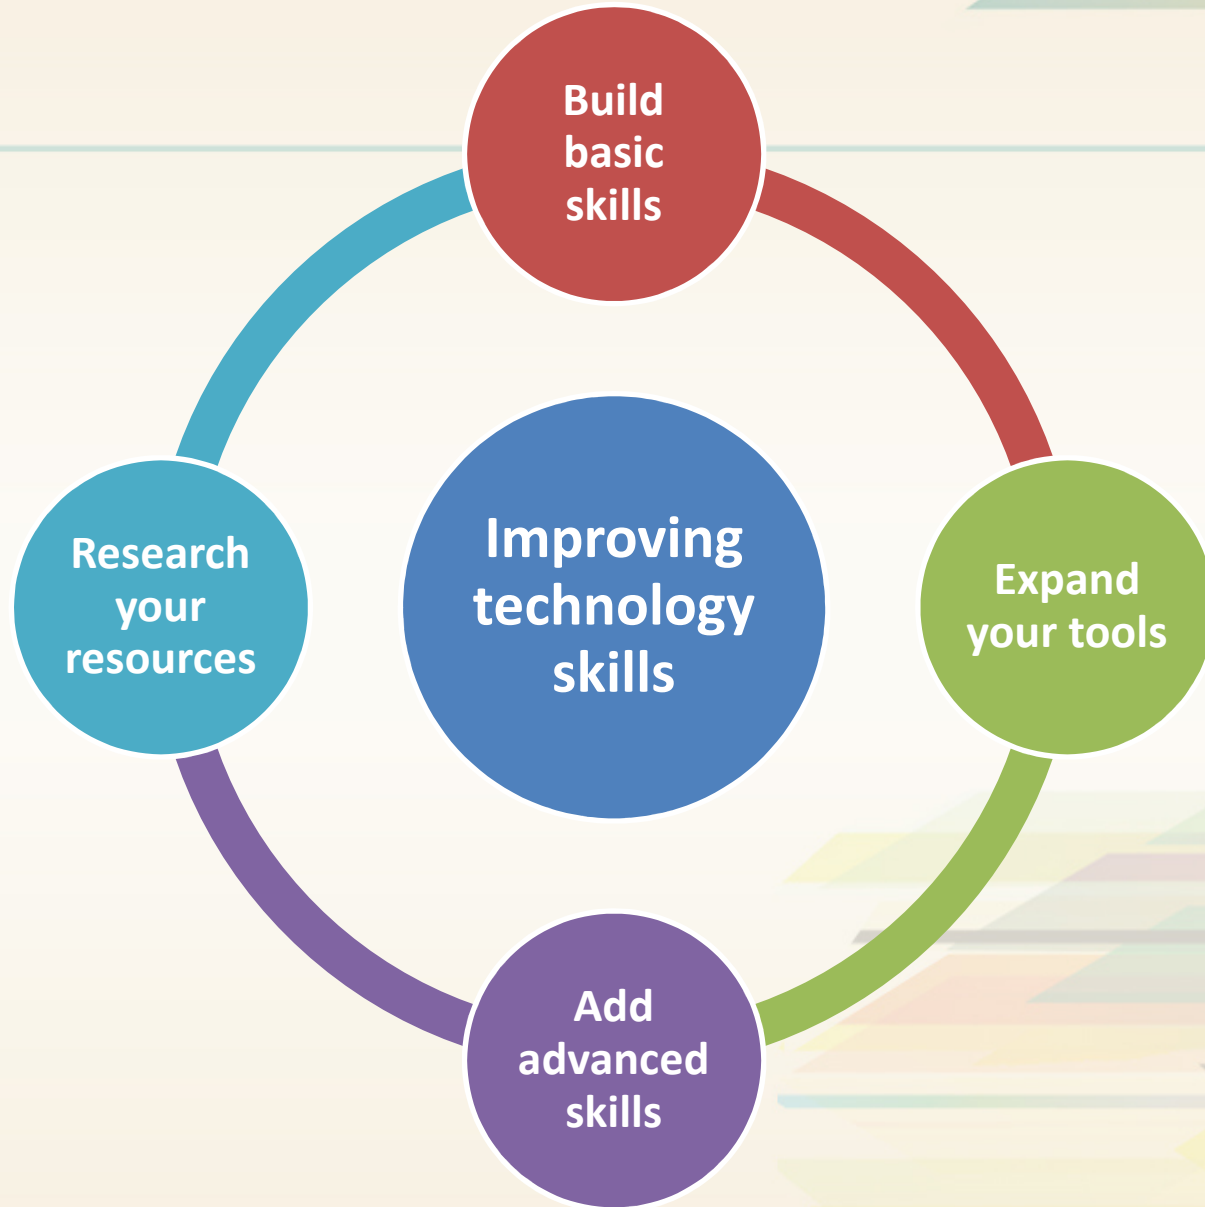 Build
basic
skills
Improving
technology
skills
Research
your
resources
Expand
your tools
Add
advanced
skills